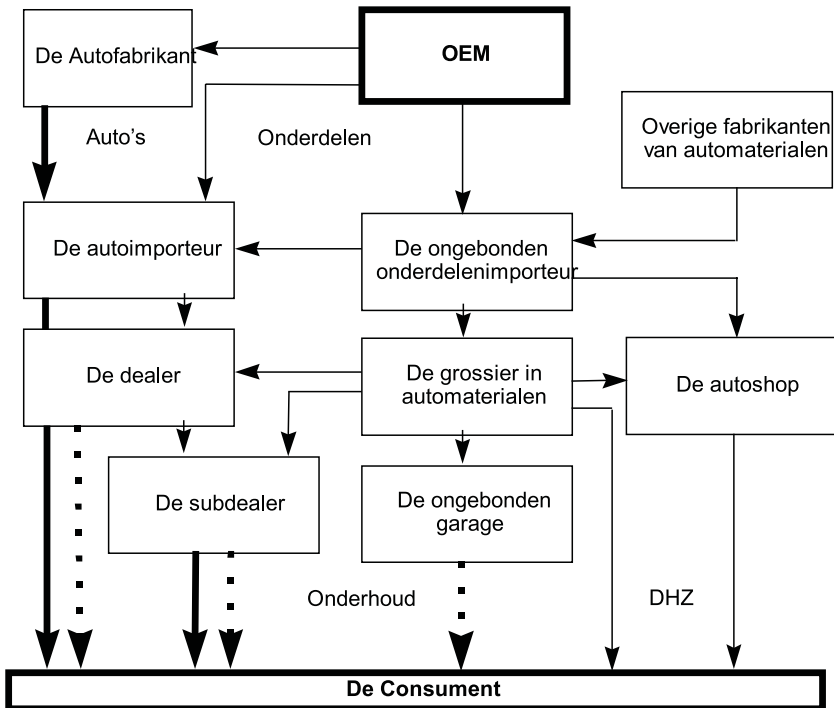 De Autofabrikant
OEM
Auto's
Onderdelen
Overige fabrikanten
van automaterialen
De autoimporteur
De ongebonden
onderdelenimporteur
De dealer
De grossier in
automaterialen
De autoshop
De subdealer
De ongebonden
garage
Onderhoud
DHZ
De Consument